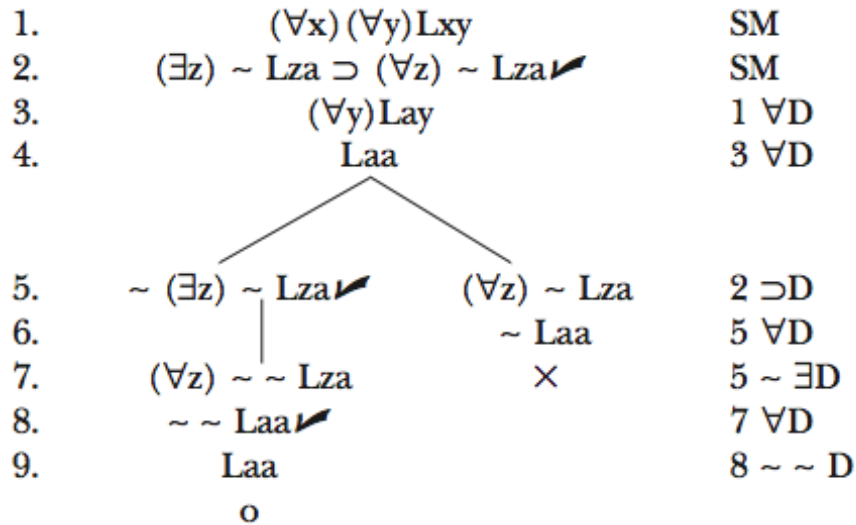 1. (∀x)(∀y)Lxy SM
2. (∃z) ~ Lza ⊃ (∀z) ~ Lza✔ SM
3. (∀y)Lay 1 ∀D
4. Laa 3 ∀D
5. ~ (∃z) ~ Lza✔ (∀z) ~ Lza 2 ⊃D
6. ~ Laa 5 ∀D
7. (∀z) ~ ~ Lza × 5 ~ ∃D
8. ~ ~ Laa✔ 7 ∀D
9. Laa 8 ~ ~ D
o